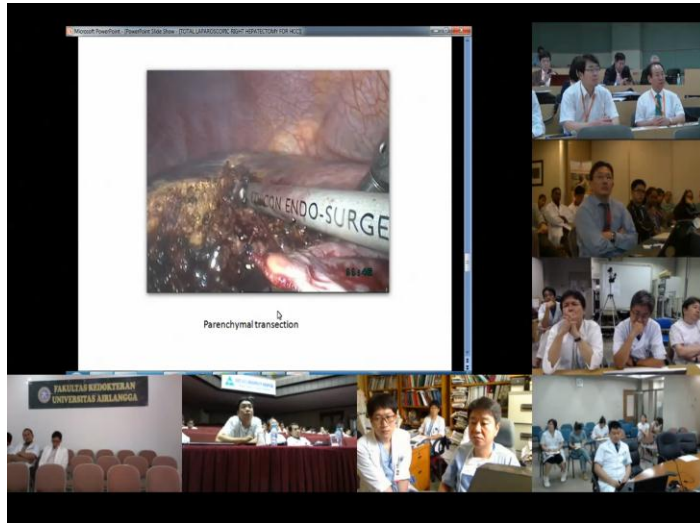 Microsoft PowerPoint - [PowerPoint Slide Show - [TOTAL LAPAROSCOPIC RIGHT HEPATECTOMY FOR HCC]]
CON ENDO-SURGE
Parenchymal transection
FAKULTAS KEDOKTERAN
UNIVERSITAS AIRLANGGA